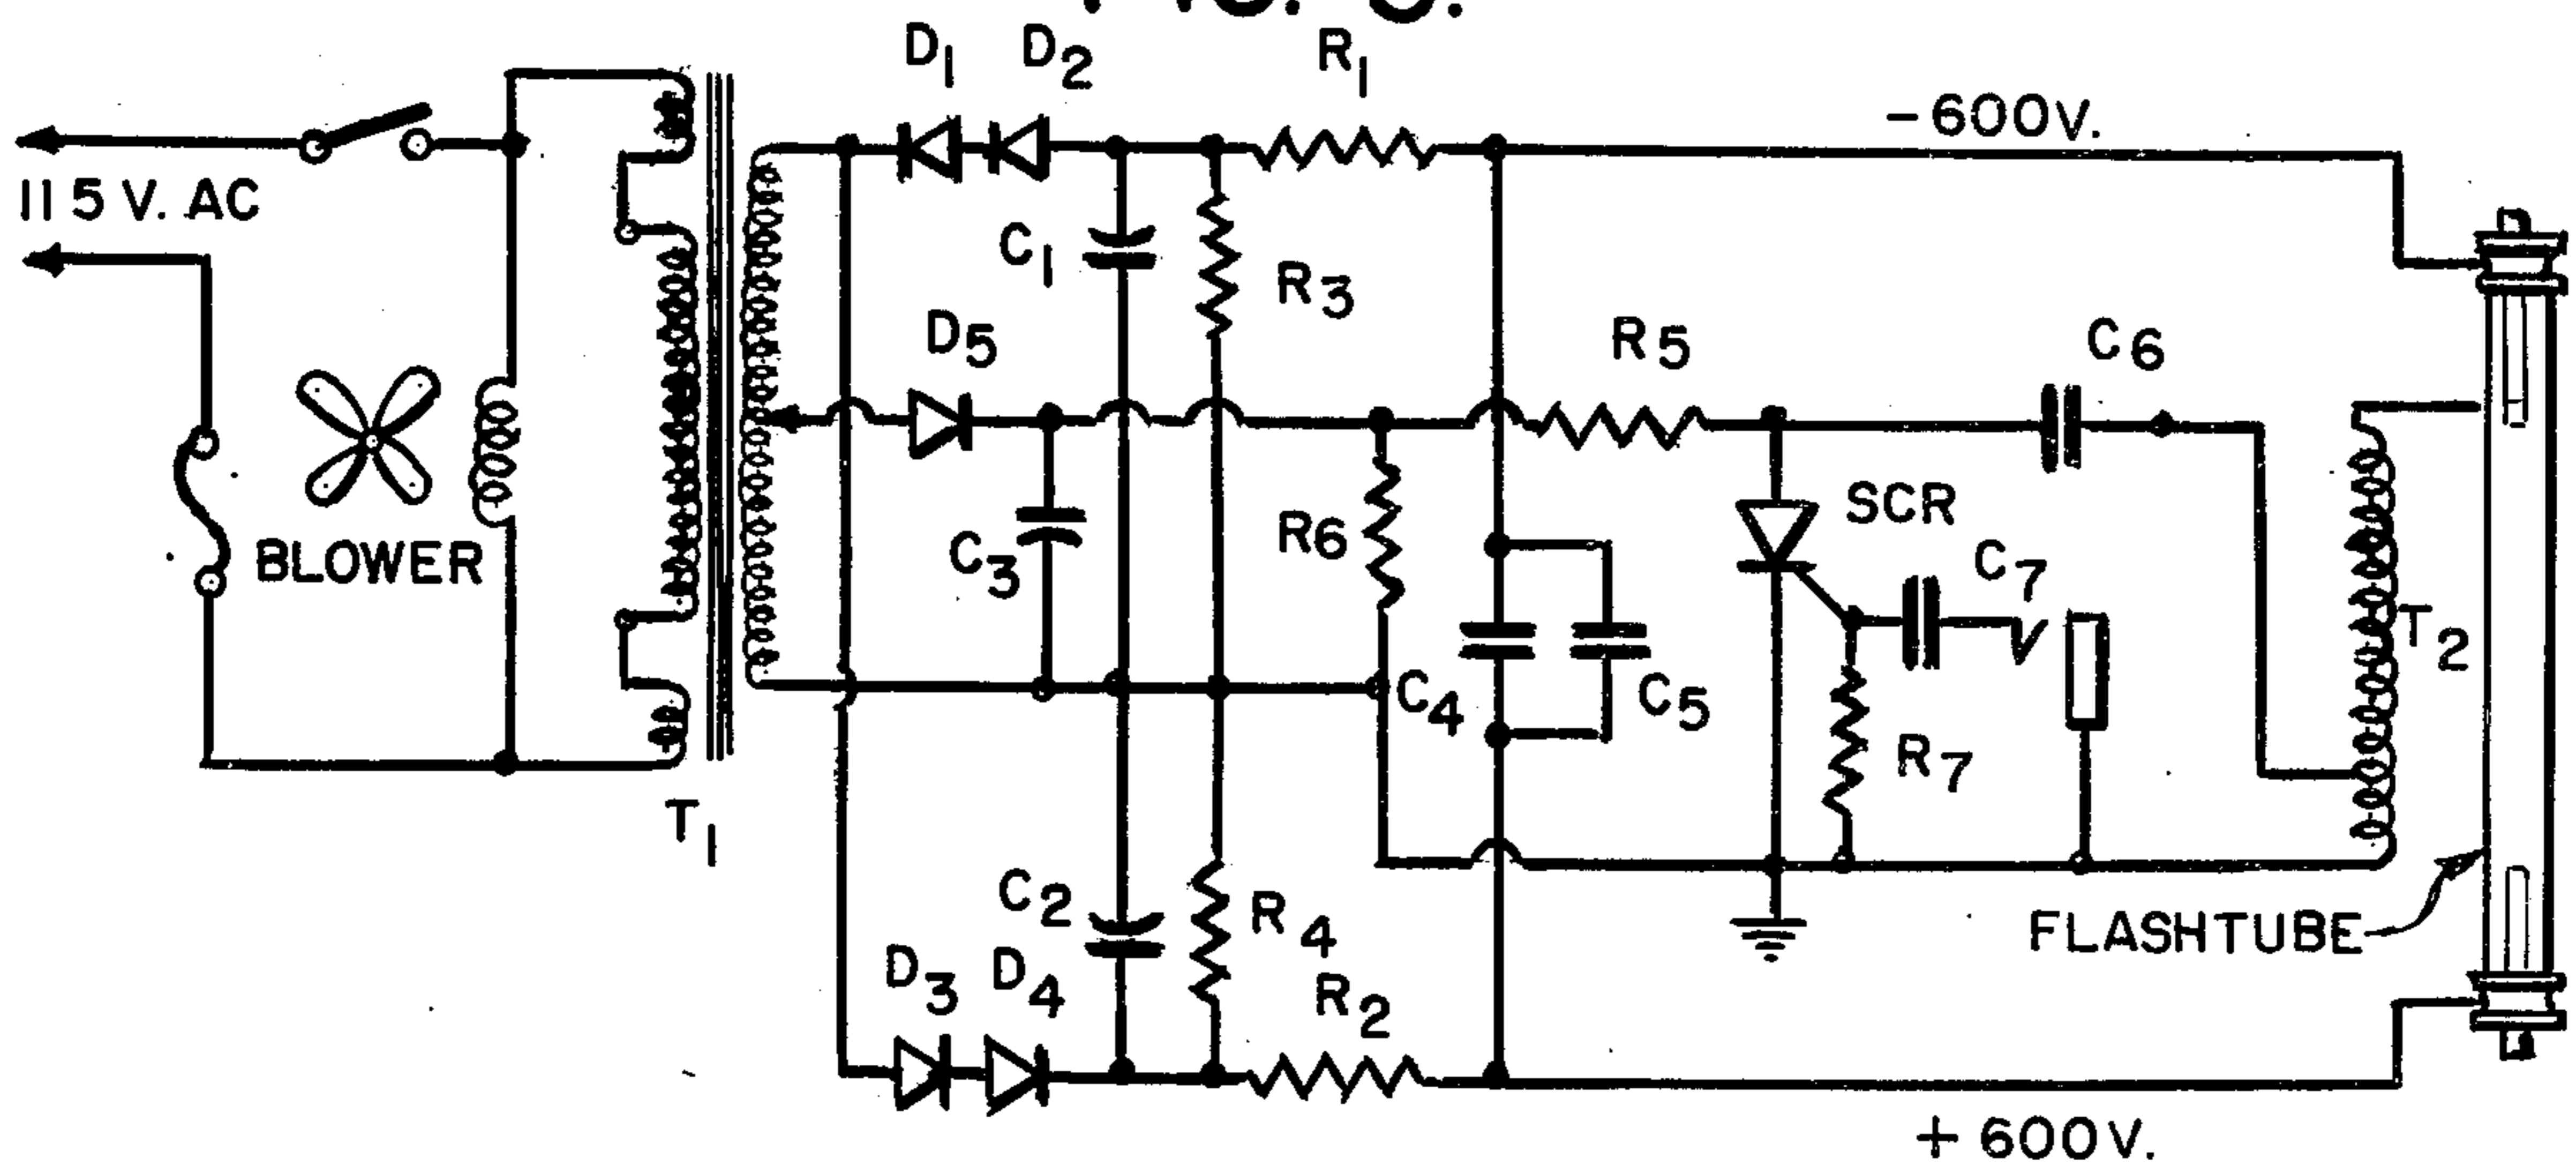 D1 D2 R1
-600V.
115 V. AC
C1
R3
D5
R5
C6
BLOWER
C3
R6
SCR
C7
C4
C5
R7
T2
T1
C2
R4
FLASHTUBE
D3 D4
R2
+600V.